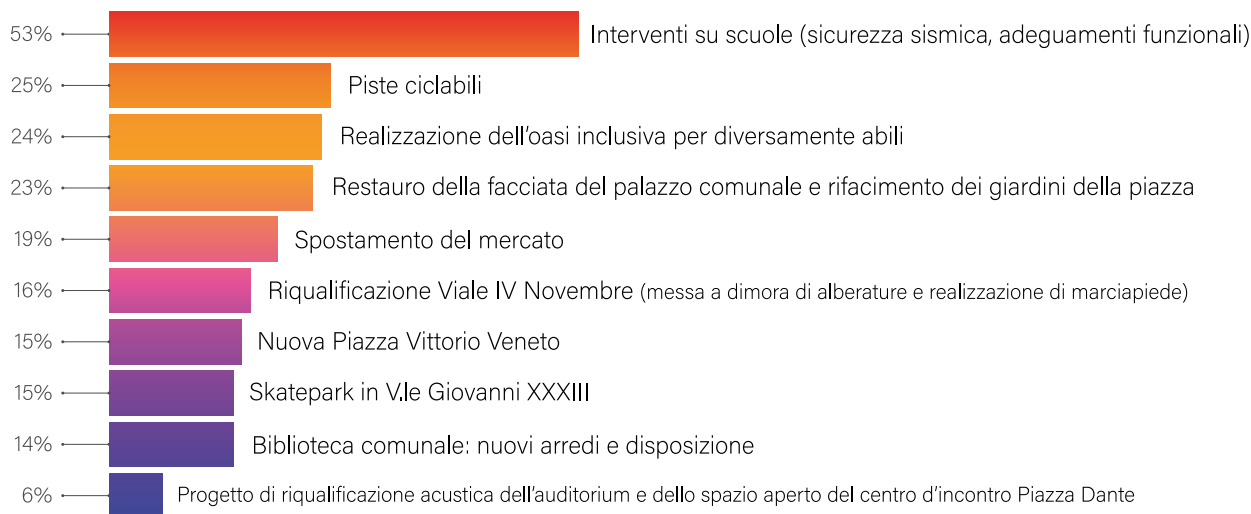 53% Interventi su scuole (sicurezza sismica, adeguamenti funzionali)
25% Piste ciclabili
24% Realizzazione dell'oasi inclusiva per diversamente abili
23% Restauro della facciata del palazzo comunale e rifacimento dei giardini della piazza
19% Spostamento del mercato
16% Riqualificazione Viale IV Novembre (messa a dimora di alberature e realizzazione di marciapiede)
15% Nuova Piazza Vittorio Veneto
15% Skatepark in V.le Giovanni XXXIII
14% Biblioteca comunale: nuovi arredi e disposizione
6% Progetto di riqualificazione acustica dell'auditorium e dello spazio aperto del centro d'incontro Piazza Dante